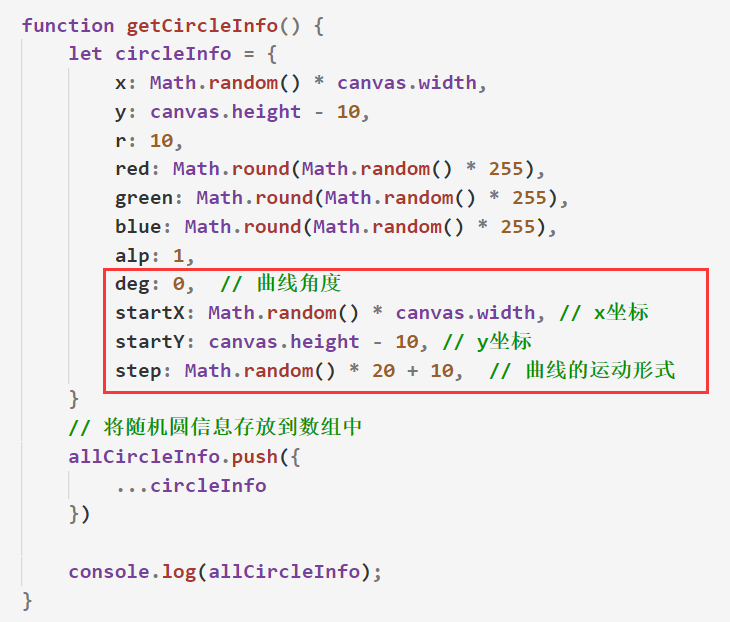 function getCircleInfo() {
    let circleInfo = {
        x: Math.random() * canvas.width,
        y: canvas.height - 10,
        r: 10,
        red: Math.round(Math.random() * 255),
        green: Math.round(Math.random() * 255),
        blue: Math.round(Math.random() * 255),
        alp: 1,
        deg: 0,  // 曲线角度
        startX: Math.random() * canvas.width, // x坐标
        startY: canvas.height - 10, // y坐标
        step: Math.random() * 20 + 10,  // 曲线的运动形式
    }
    // 将随机圆信息存放到数组中
    allCircleInfo.push({
        ...circleInfo
    })
    console.log(allCircleInfo);
}